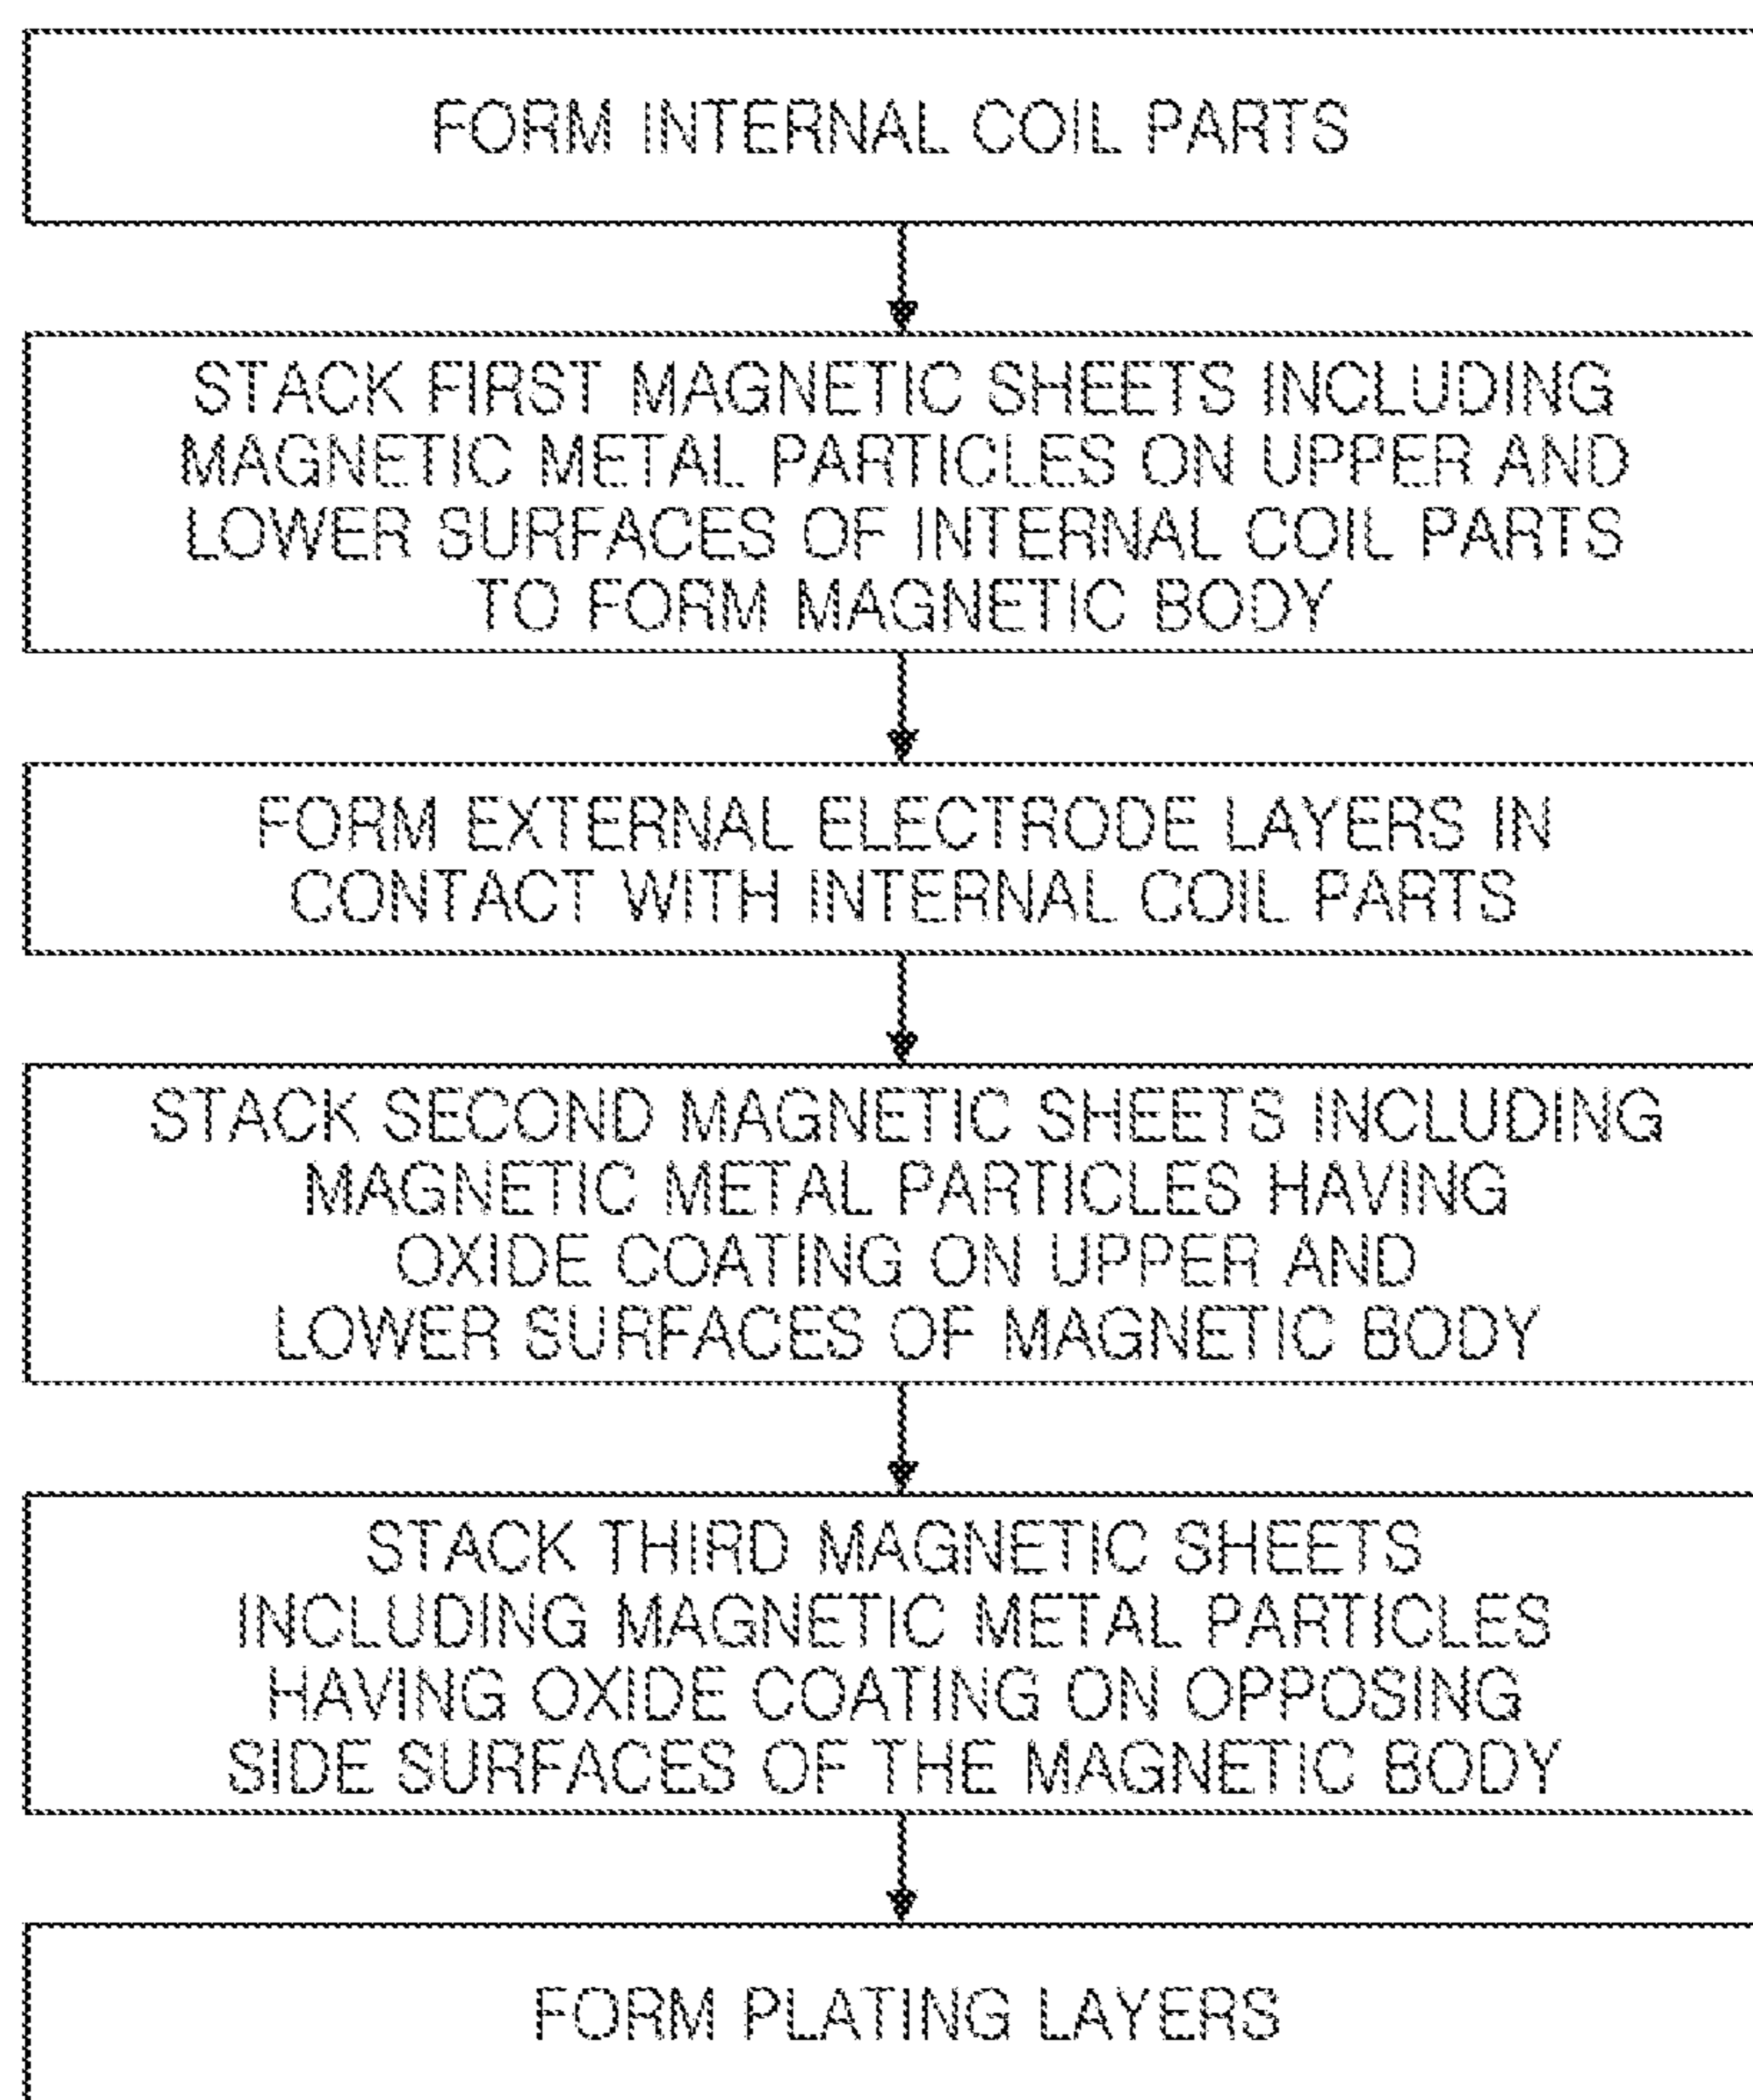 FORM INTERNAL COIL PARTS
STACK FIRST MAGNETIC SHEETS INCLUDING
MAGNETIC METAL PARTICLES ON UPPER AND
LOWER SURFACES OF INTERNAL COIL PARTS
TO FORM MAGNETIC BODY
FORM EXTERNAL ELECTRODE LAYERS IN
CONTACT WITH INTERNAL COIL PARTS
STACK SECOND MAGNETIC SHEETS INCLUDING
MAGNETIC METAL PARTICLES HAVING
OXIDE COATING ON UPPER AND
LOWER SURFACES OF MAGNETIC BODY
STACK THIRD MAGNETIC SHEETS
INCLUDING MAGNETIC METAL PARTICLES
HAVING OXIDE COATING ON OPPOSING
SIDE SURFACES OF THE MAGNETIC BODY
FORM PLATING LAYERS